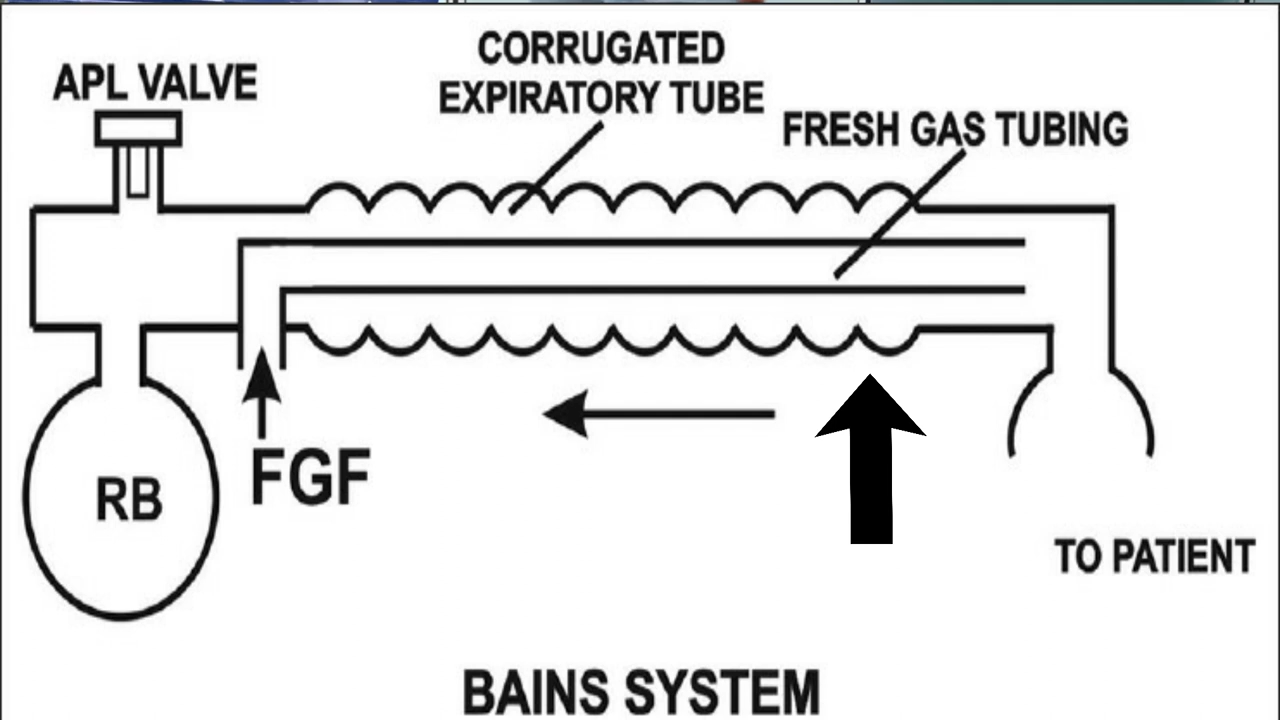 CORRUGATED
EXPIRATORY TUBE
APL VALVE
FRESH GAS TUBING
FGF
RB
TO PATIENT
BAINS SYSTEM